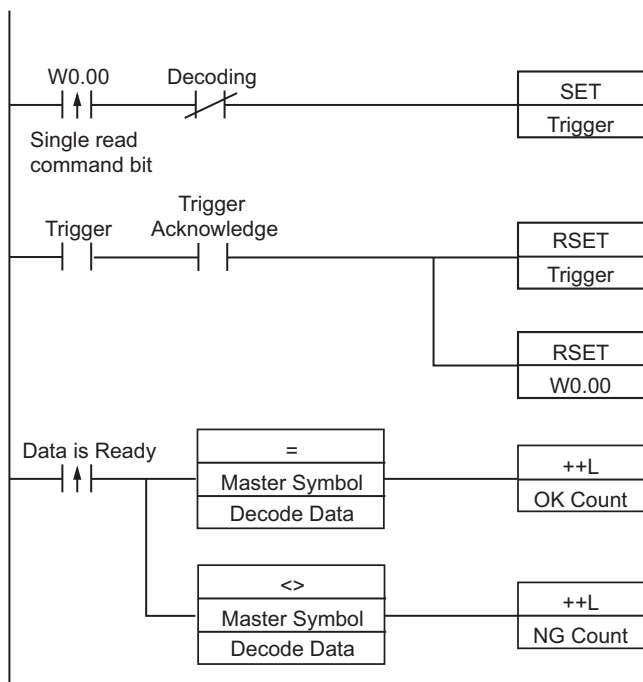 W0.00
Decoding
SET
Trigger
Single read
command bit
Trigger
Trigger
Acknowledge
RSET
Trigger
RSET
W0.00
Data is Ready
=
Master Symbol
Decode Data
++L
OK Count
<>
Master Symbol
Decode Data
++L
NG Count